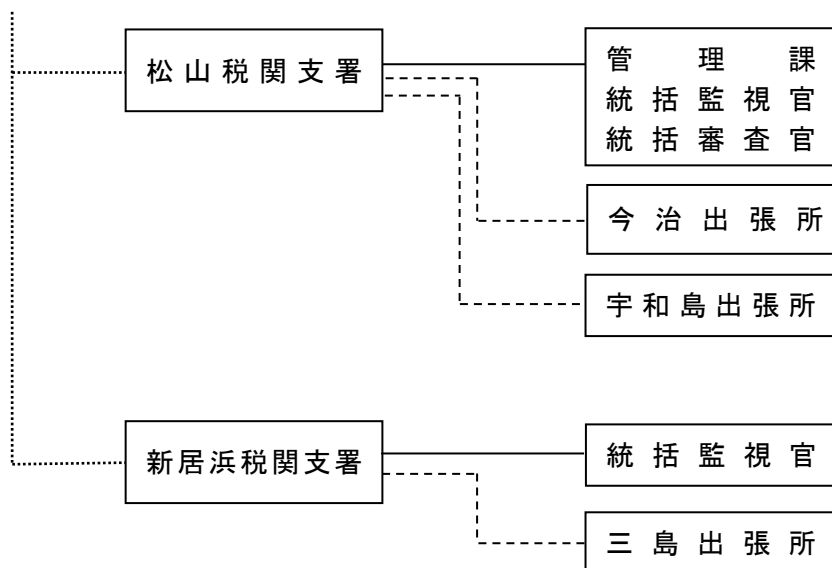 松山税関支署
管理課
統括監視官
統括審査官
今治出張所
宇和島出張所
新居浜税関支署
統括監視官
三島出張所